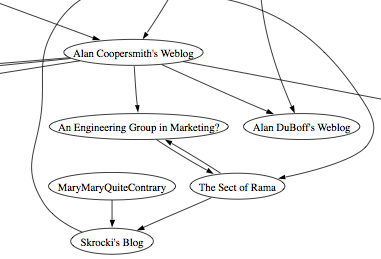 Alan Coopersmith's Weblog
An Engineering Group in Marketing?
Alan DuBoff's Weblog
MaryMaryQuiteContrary
The Sect of Rama
Skrocki's Blog